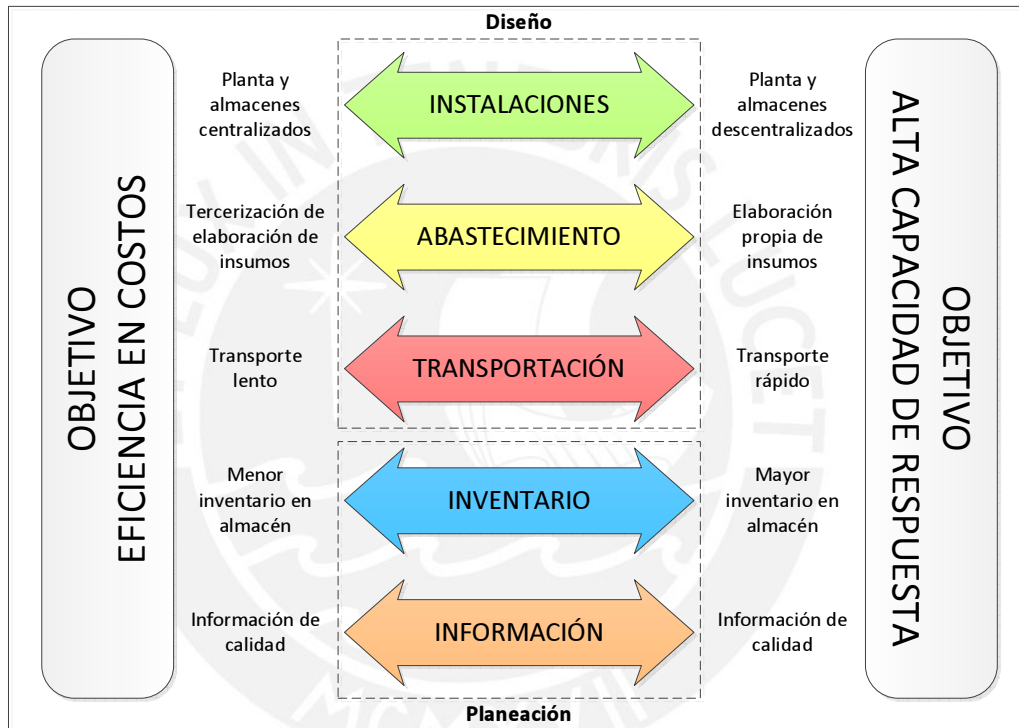 Diseño
OBJETIVO
EFICIENCIA EN COSTOS
Planta y
almacenes
centralizados
INSTALACIONES
Planta y
almacenes
descentralizados
Tercerización de
elaboración de
insumos
ABASTECIMIENTO
Elaboración
propia de
insumos
Transporte
lento
TRANSPORTACIÓN
Transporte
rápido
Menor
inventario en
almacén
INVENTARIO
Mayor
inventario en
almacén
Información de
calidad
INFORMACIÓN
Información de
calidad
OBJETIVO
ALTA CAPACIDAD DE RESPUESTA
Planeación